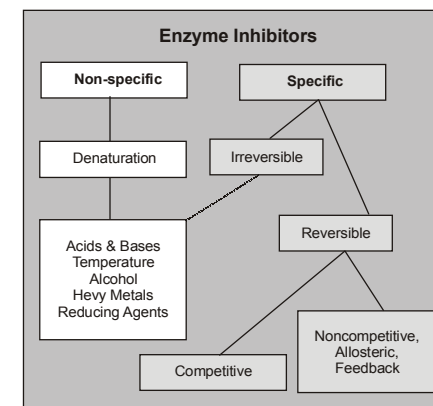 Enzyme Inhibitors
Non-specific
Specific
Denaturation
Irreversible
Acids & Bases
Temperature
Alcohol
Hevy Metals
Reducing Agents
Reversible
Competitive
Noncompetitive,
Allosteric,
Feedback